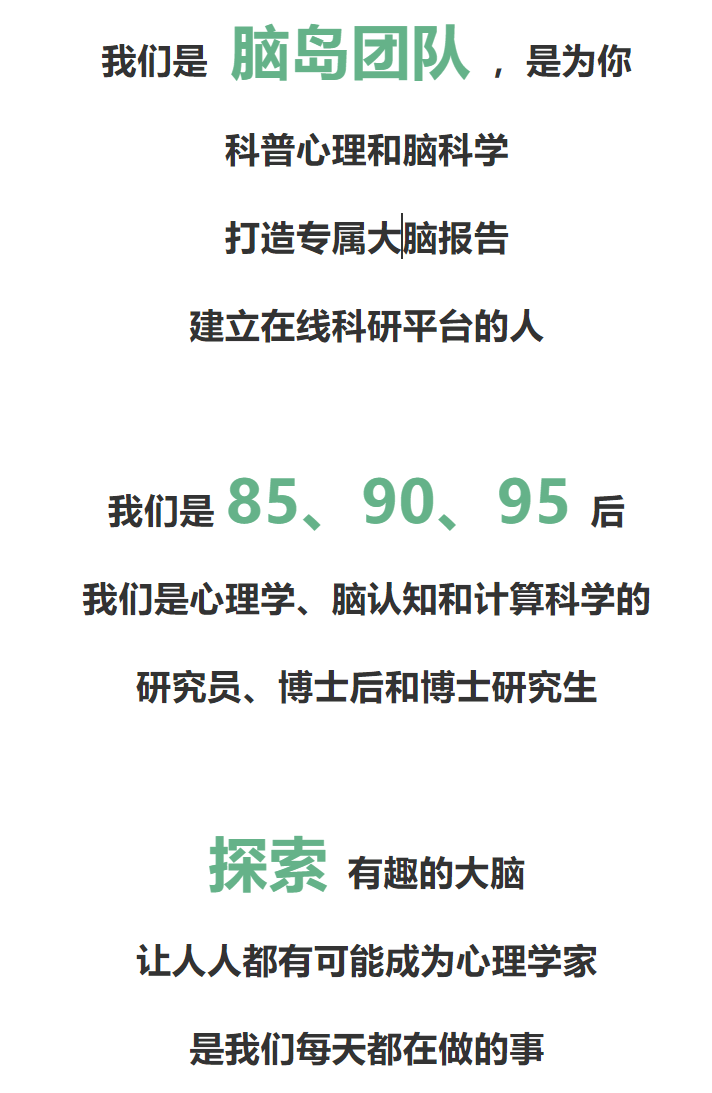 我们是 脑岛团队 ，是为你
科普心理和脑科学
打造专属大脑报告
建立在线科研平台的人
我们是 85、90、95 后
我们是心理学、脑认知和计算科学的
研究员、博士后和博士研究生
探索 有趣的大脑
让人人都有可能成为心理学家
是我们每天都在做的事